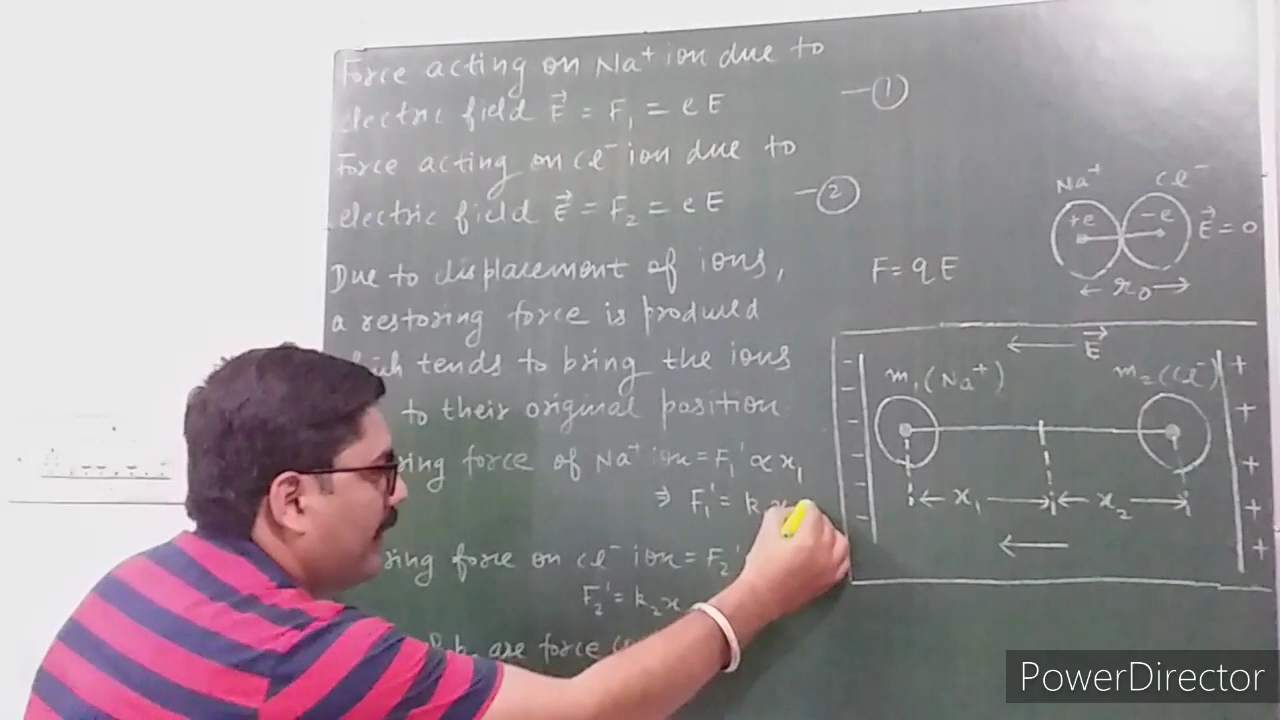 Force acting on Na⁺ ion due to
electric field E⃗ = F₁ = eE —①
Force acting on Cl⁻ ion due to
electric field E⃗ = F₂ = eE —②
Due to displacement of ions,
a restoring force is produced
tends to bring the ions
to their original position
force of Na⁺ ion = F₁' ∝ x₁
⇒ F₁' = k
force on Cl⁻ ion = F₂'
F₂' = k₂x
are force
F = qE
Na⁺ Cl⁻
+e -e E⃗ = 0
← r₀ →
← E⃗
m₁(Na⁺) m₂(Cl⁻)
- - - - -
+ + + + +
← x₁ → ← x₂ →
←
PowerDirector